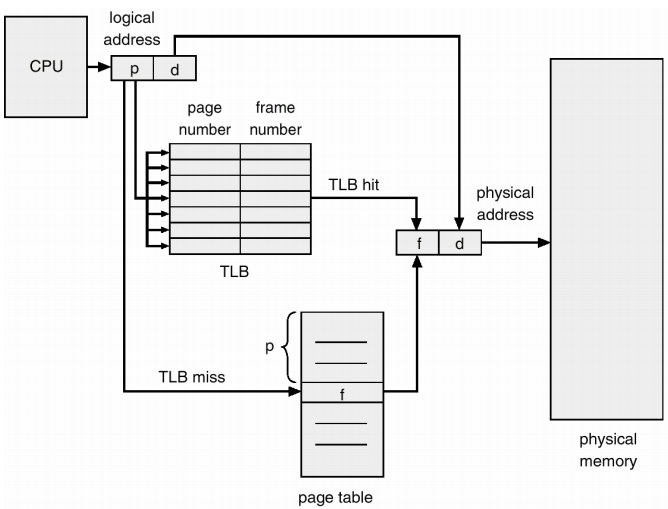 logical
address
CPU
p d
page
number
frame
number
TLB hit
physical
address
f d
TLB
p
TLB miss
f
physical
memory
page table